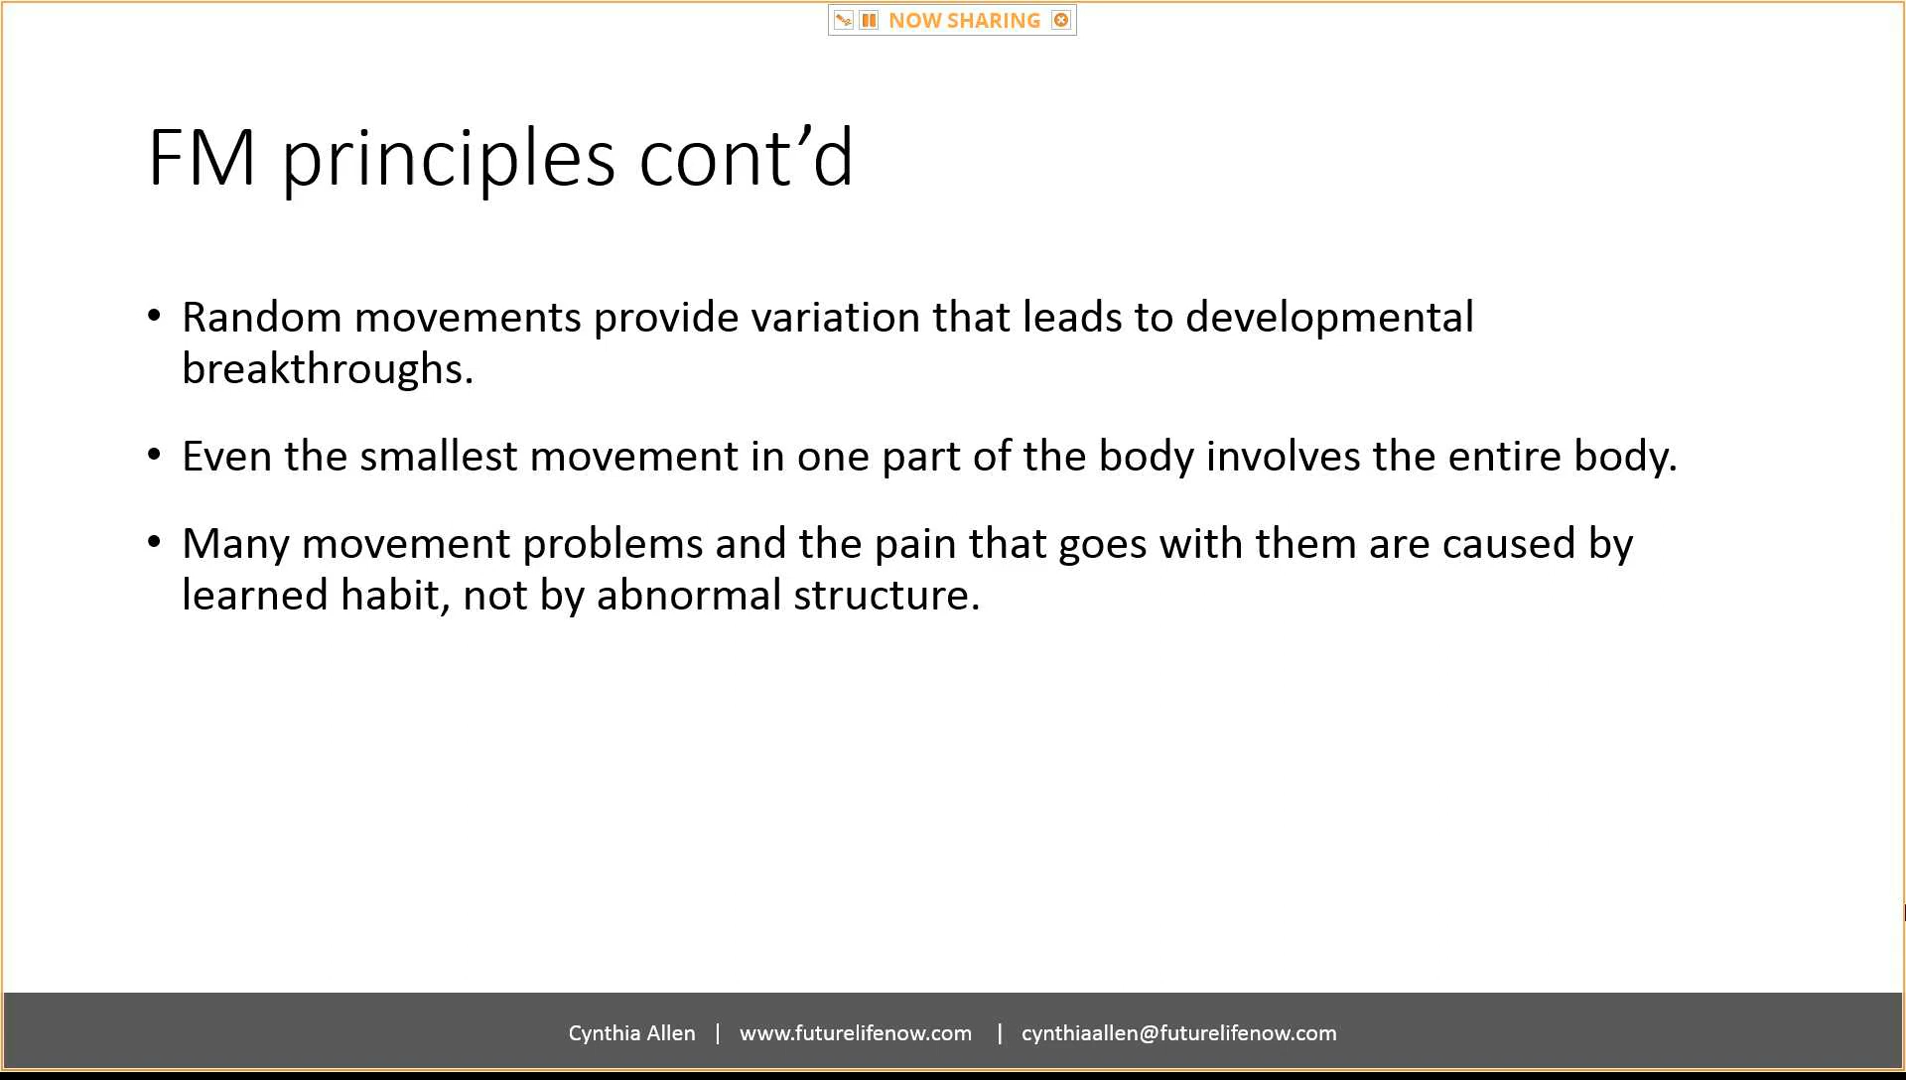 NOW SHARING
FM principles cont’d
• Random movements provide variation that leads to developmental
breakthroughs.
• Even the smallest movement in one part of the body involves the entire body.
• Many movement problems and the pain that goes with them are caused by
learned habit, not by abnormal structure.
Cynthia Allen | www.futurelifenow.com | cynthiaallen@futurelifenow.com